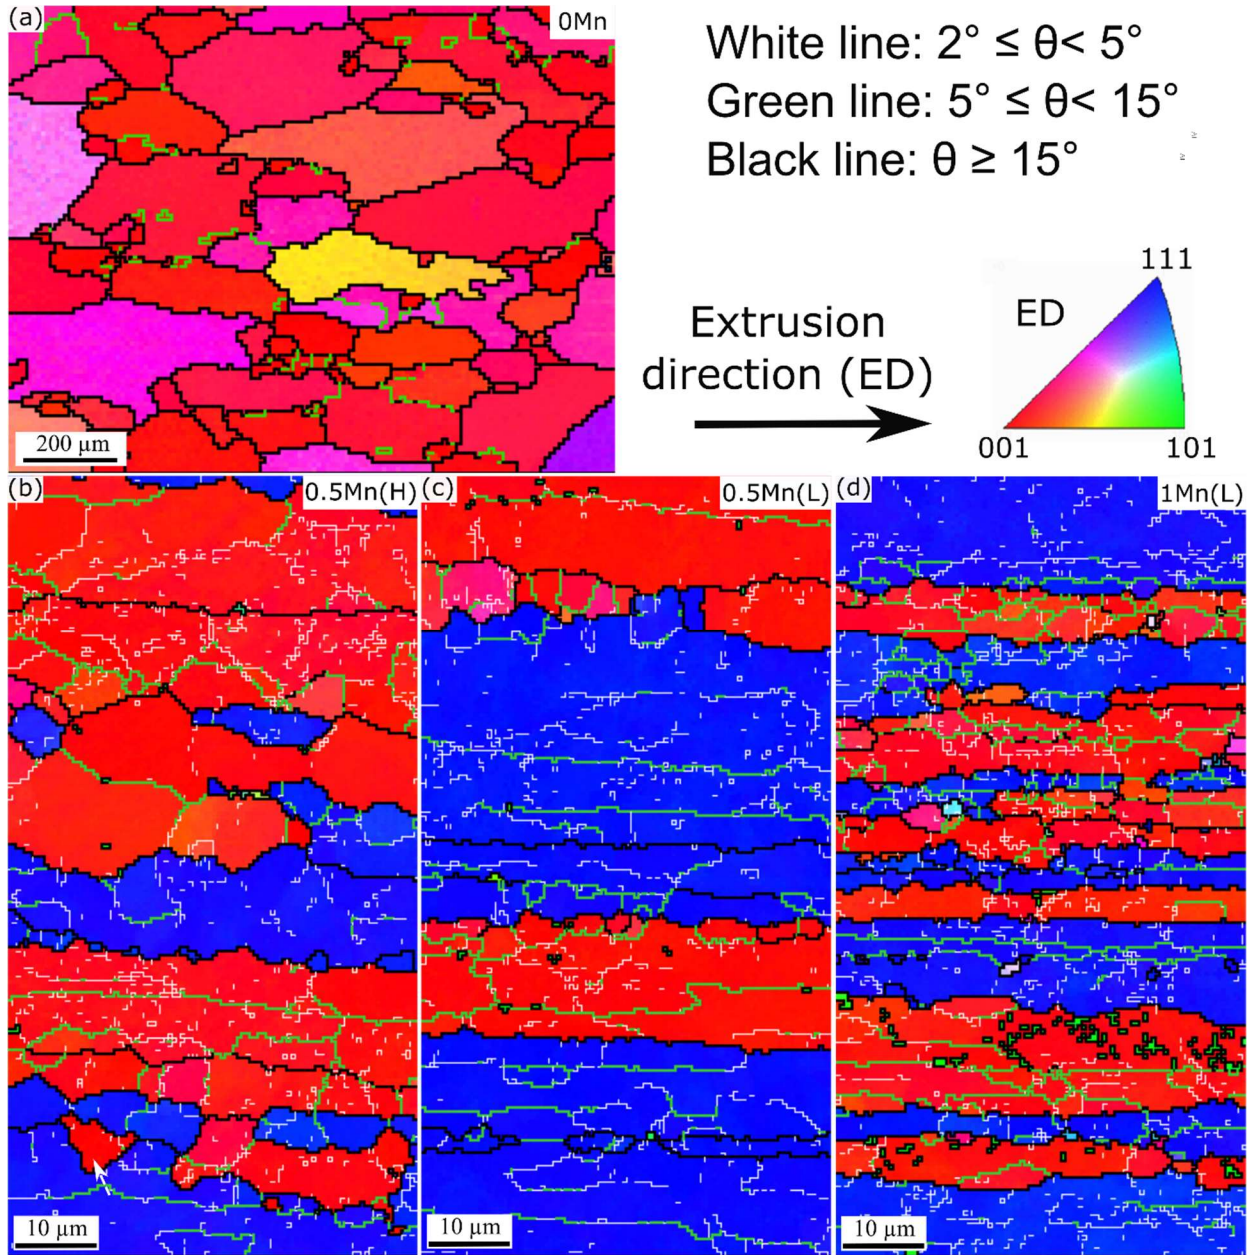 (a)
0Mn
White line: 2° ≤ θ< 5°
Green line: 5° ≤ θ< 15°
Black line: θ ≥ 15°
200 µm
Extrusion
direction (ED)
ED
111
001
101
(b)
0.5Mn(H)
10 µm
(c)
0.5Mn(L)
10 µm
(d)
1Mn(L)
10 µm